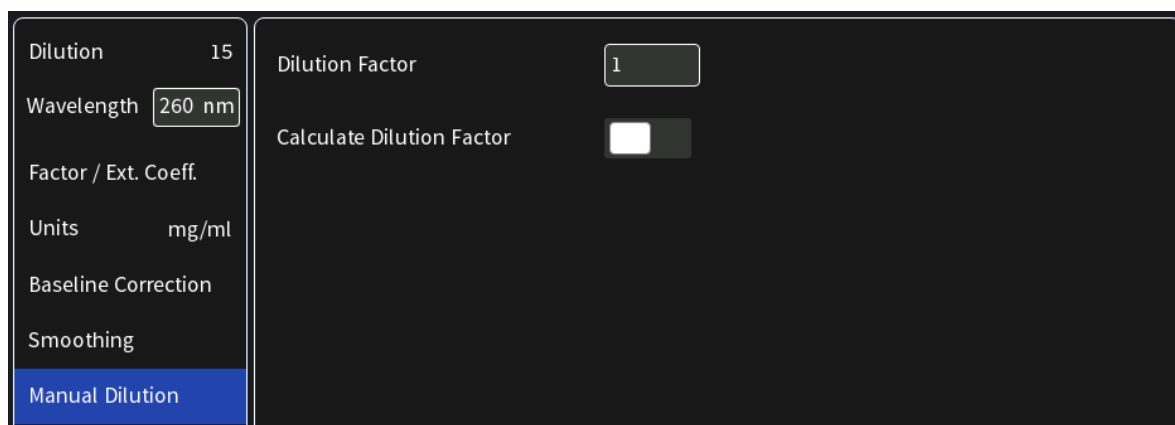 Dilution 15
Wavelength 260 nm
Factor / Ext. Coeff.
Units mg/ml
Baseline Correction
Smoothing
Manual Dilution
Dilution Factor 1
Calculate Dilution Factor